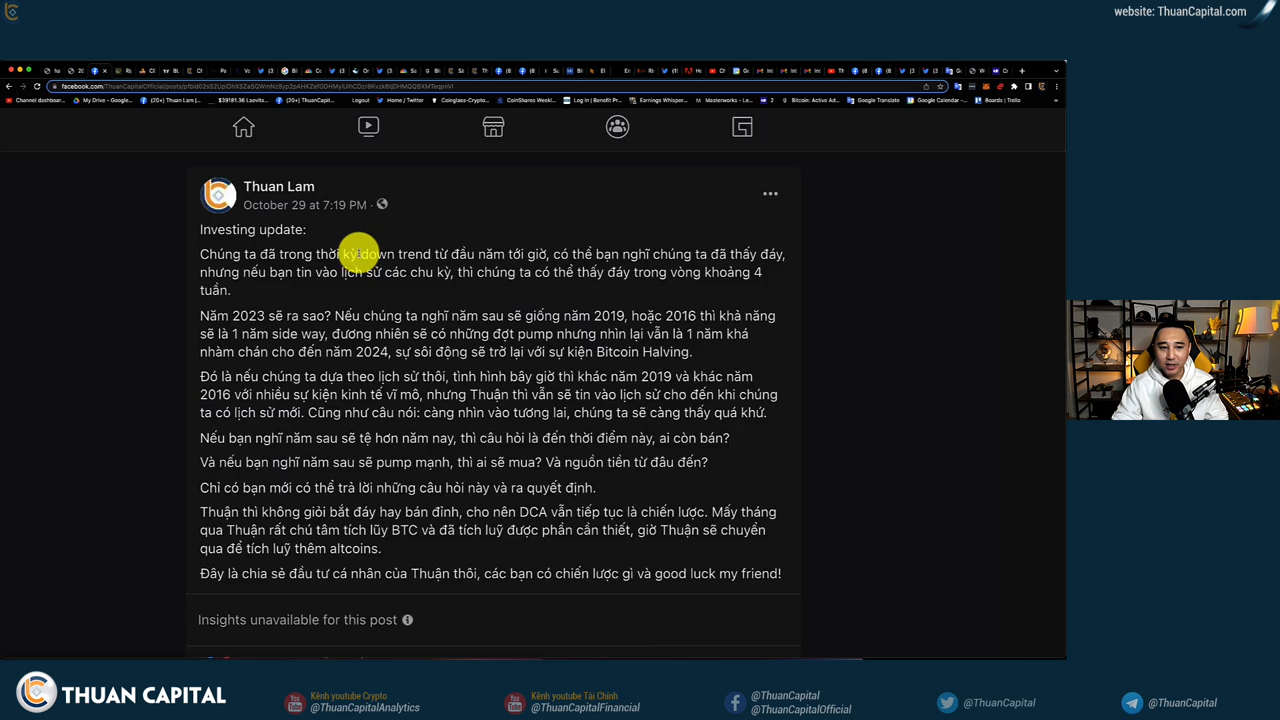 website: ThuanCapital.com
Logout
Home / Twitter
Google Translate
Boards | Trello
Thuan Lam
October 29 at 7:19 PM ·
Investing update:
Chúng ta đã trong thời kỳ down trend từ đầu năm tới giờ, có thể bạn nghĩ chúng ta đã thấy đáy,
nhưng nếu bạn tin vào lịch sử các chu kỳ, thì chúng ta có thể thấy đáy trong vòng khoảng 4
tuần.
Năm 2023 sẽ ra sao? Nếu chúng ta nghĩ năm sau sẽ giống năm 2019, hoặc 2016 thì khả năng
sẽ là 1 năm side way, đương nhiên sẽ có những đợt pump nhưng nhìn lại vẫn là 1 năm khá
nhàm chán cho đến năm 2024, sự sôi động sẽ trở lại với sự kiện Bitcoin Halving.
Đó là nếu chúng ta dựa theo lịch sử thôi, tình hình bây giờ thì khác năm 2019 và khác năm
2016 với nhiều sự kiện kinh tế vĩ mô, nhưng Thuận thì vẫn sẽ tin vào lịch sử cho đến khi chúng
ta có lịch sử mới. Cũng như câu nói: càng nhìn vào tương lai, chúng ta sẽ càng thấy quá khứ.
Nếu bạn nghĩ năm sau sẽ tệ hơn năm nay, thì câu hỏi là đến thời điểm này, ai còn bán?
Và nếu bạn nghĩ năm sau sẽ pump mạnh, thì ai sẽ mua? Và nguồn tiền từ đâu đến?
Chỉ có bạn mới có thể trả lời những câu hỏi này và ra quyết định.
Thuận thì không giỏi bắt đáy hay bán đỉnh, cho nên DCA vẫn tiếp tục là chiến lược. Mấy tháng
qua Thuận rất chú tâm tích lũy BTC và đã tích luỹ được phần cần thiết, giờ Thuận sẽ chuyển
qua để tích luỹ thêm altcoins.
Đây là chia sẻ đầu tư cá nhân của Thuận thôi, các bạn có chiến lược gì và good luck my friend!
Insights unavailable for this post
THUAN CAPITAL
Kênh youtube Crypto
@ThuanCapitalAnalytics
Kênh youtube Tài Chính
@ThuanCapitalFinancial
@ThuanCapital
@ThuanCapitalOfficial
@ThuanCapital
@ThuanCapital